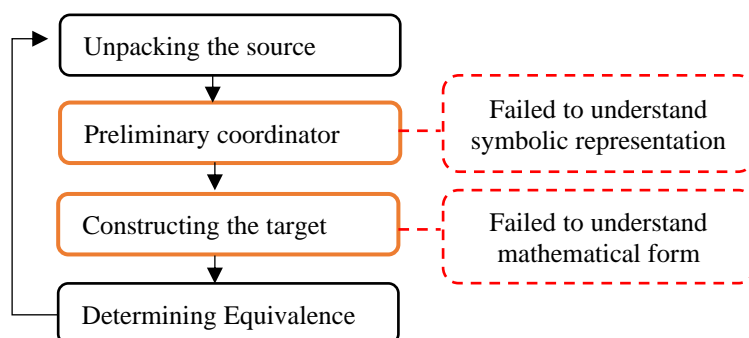 Unpacking the source
Preliminary coordinator
Failed to understand
symbolic representation
Constructing the target
Failed to understand
mathematical form
Determining Equivalence